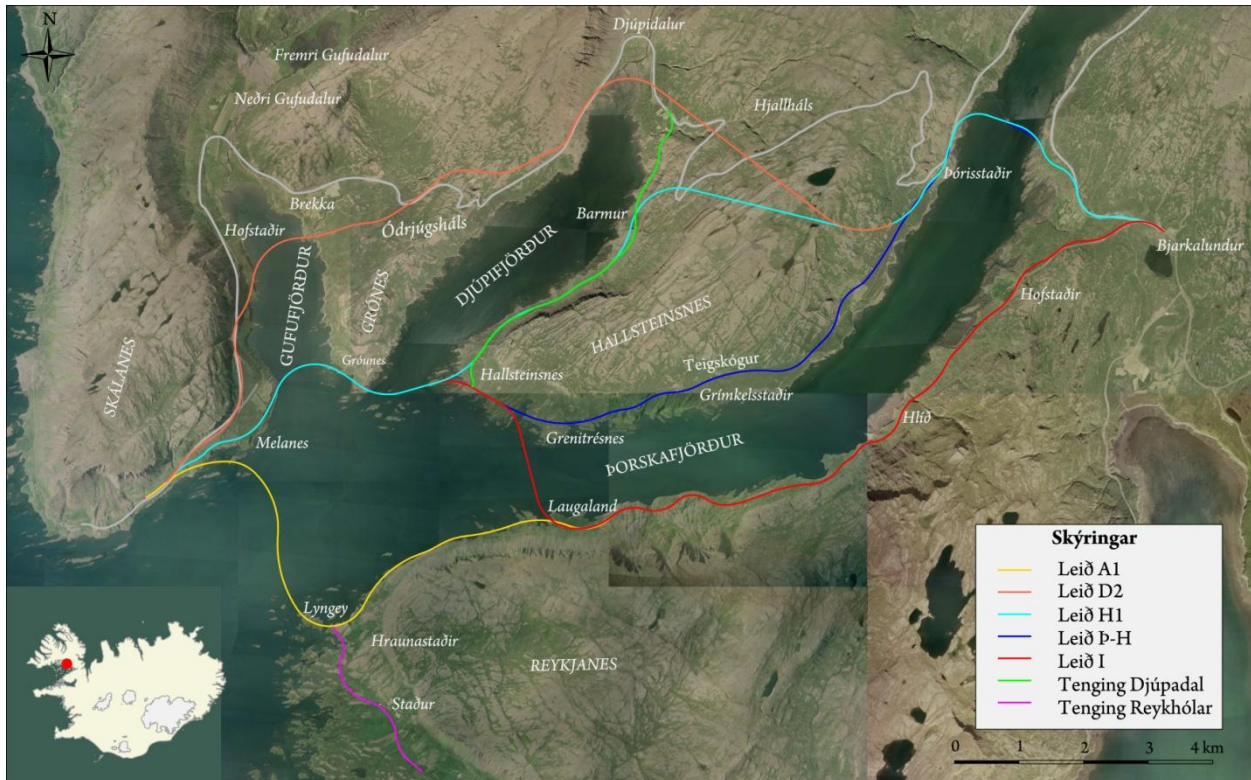 N
Djúpidalur
Fremri Gufudalur
Neðri Gufudalur
Hjallháls
Þórisstaðir
Brekka
Ódrjúgsháls
Barmur
Hofstaðir
Bjarkalundur
DJÚPIFJÖRÐUR
GUFUFJÖRÐUR
GRÓNES
Hofstaðir
HALLSTEINSNES
SKÁLANES
Gróunes
Teigskógur
Hallsteinsnes
Grímkelsstaðir
Melanes
Grenitrésnes
Hlíð
ÞORSKAFJÖRÐUR
Laugaland
Lyngey
Hraunastaðir
REYKJANES
Staður
Skýringar
Leið A1
Leið D2
Leið H1
Leið Þ-H
Leið I
Tenging Djúpadal
Tenging Reykhólar
0 1 2 3 4 km